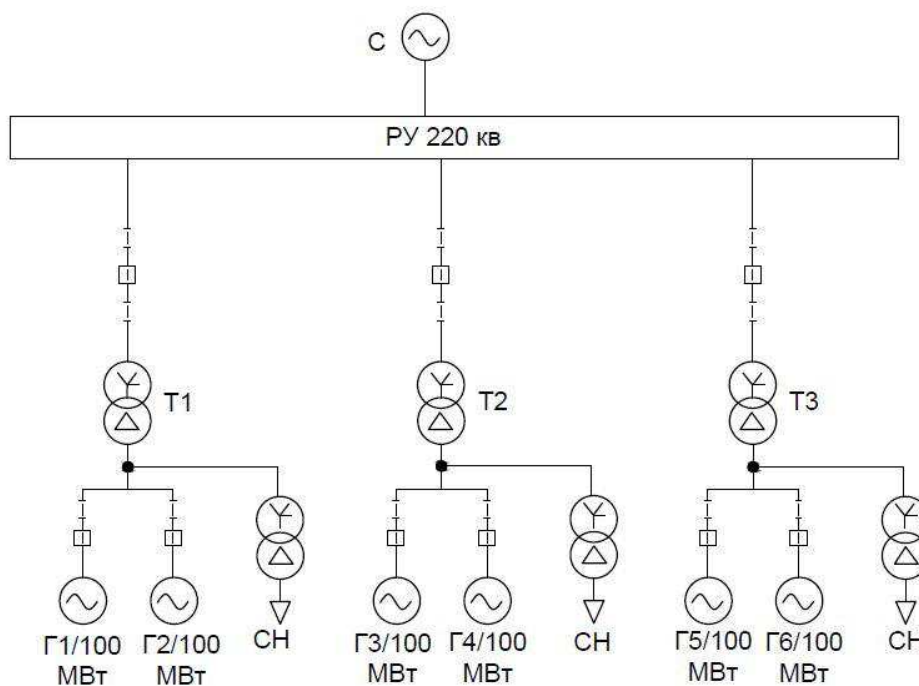 С
РУ 220 кв
Т1
Т2
Т3
Г1/100
МВт
Г2/100
МВт
СН
Г3/100
МВт
Г4/100
МВт
СН
Г5/100
МВт
Г6/100
МВт
СН